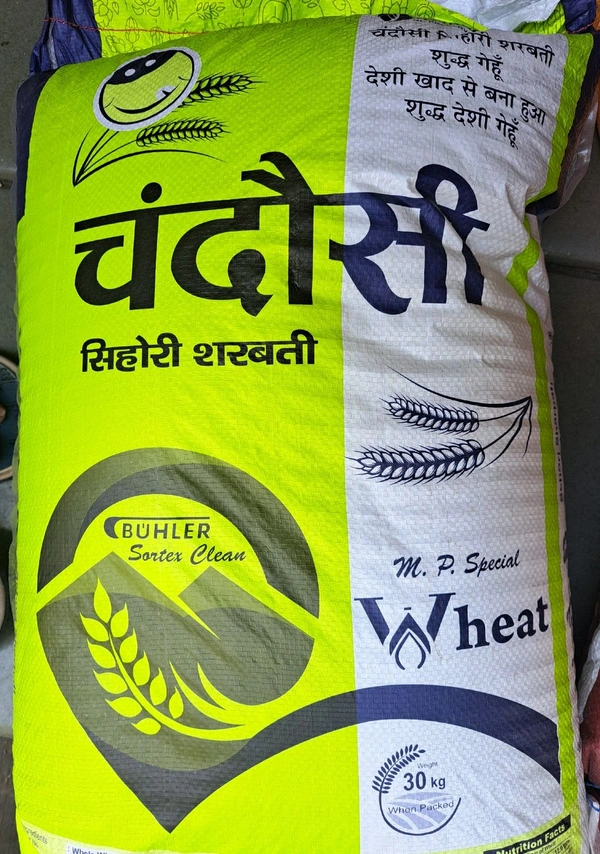 चंदौसी सिहोरी शरबती
शुद्ध गेहूँ
देशी खाद से बना हुआ
शुद्ध देशी गेहूँ
चंदौसी
सिहोरी शरबती
BÜHLER
Sortex Clean
M. P. Special
Wheat
Weight
30 kg
When Packed
Nutrition Facts